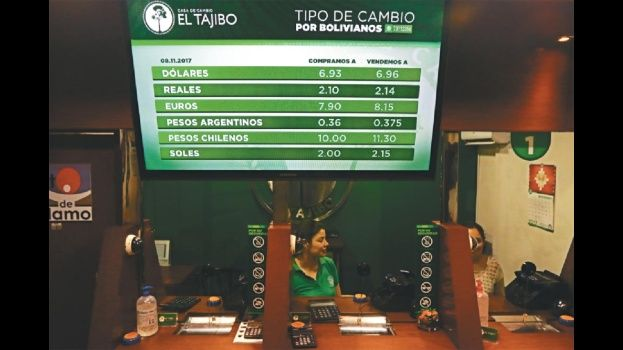 CASA DE CAMBIO
EL TAJIBO
TIPO DE CAMBIO
POR BOLIVIANOS
09.11.2017 COMPRAMOS A VENDEMOS A
DÓLARES 6.93 6.96
REALES 2.10 2.14
EUROS 7.90 8.15
PESOS ARGENTINOS 0.36 0.375
PESOS CHILENOS 10.00 11.30
SOLES 2.00 2.15
1
de
lamo